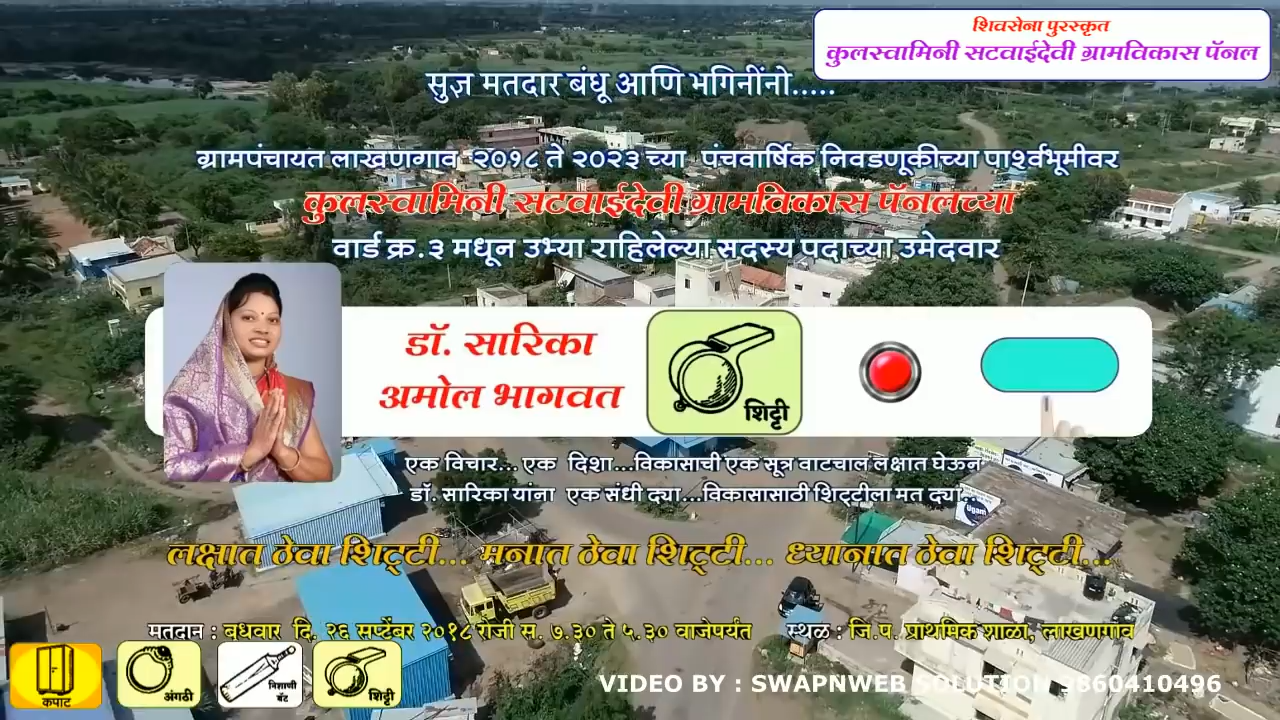 शिवसेना पुरस्कृत
कुलस्वामिनी सटवाईदेवी ग्रामविकास पॅनल
सुज्ञ मतदार बंधू आणि भगिनींनो.....
ग्रामपंचायत लाखणगाव २०१८ ते २०२३ च्या पंचवार्षिक निवडणूकीच्या पार्श्वभूमीवर
कुलस्वामिनी सटवाईदेवी ग्रामविकास पॅनलच्या
वार्ड क्र.३ मधून उभ्या राहिलेल्या सदस्य पदाच्या उमेदवार
डॉ. सारिका
अमोल भागवत
शिट्टी
एक विचार... एक दिशा...विकासाची एक सूत्र वाटचाल लक्षात घेऊन
डॉ. सारिका यांना एक संधी द्या...विकासासाठी शिट्टीला मत द्या...
Ugam
लक्षात ठेवा शिट्टी... मनात ठेवा शिट्टी... ध्यानात ठेवा शिट्टी...
मतदान : बुधवार दि. २६ सप्टेंबर २०१८ रोजी स. ७.३० ते ५.३० वाजेपर्यंत स्थळ : जि.प. प्राथमिक शाळा, लाखणगाव
कपाट
अंगठी
निशाणी
बॅट
शिट्टी
VIDEO BY : SWAPNWEB SOLUTION 9860410496